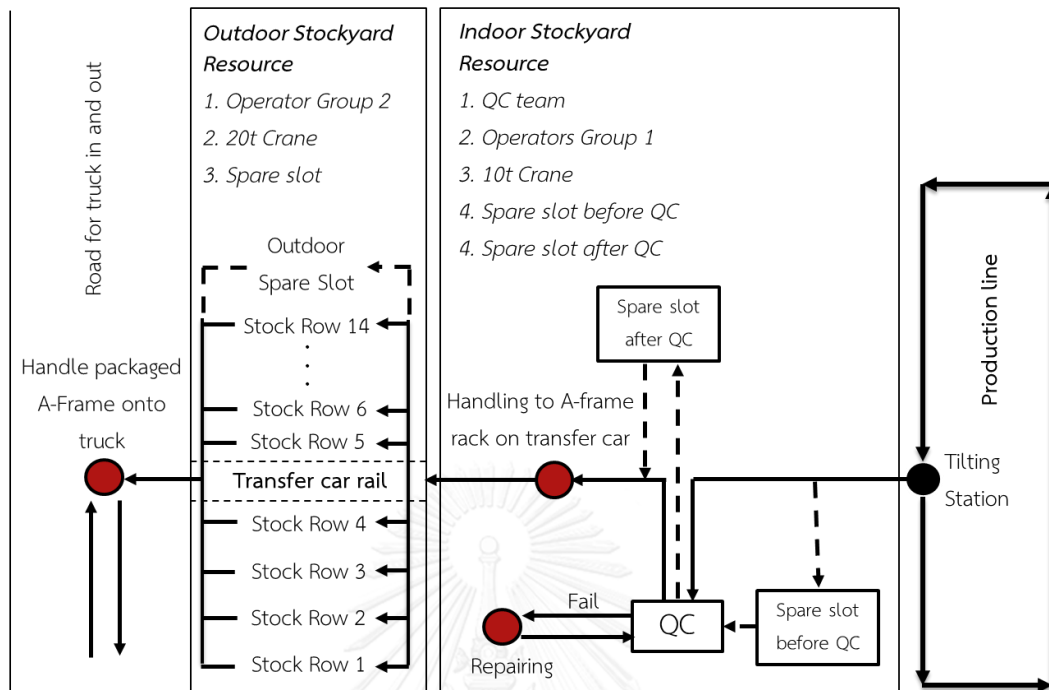 Road for truck in and out
Handle packaged
A-Frame onto
truck
Outdoor Stockyard
Resource
1. Operator Group 2
2. 20t Crane
3. Spare slot
Outdoor
Spare Slot
Stock Row 14
Stock Row 6
Stock Row 5
Transfer car rail
Stock Row 4
Stock Row 3
Stock Row 2
Stock Row 1
Indoor Stockyard
Resource
1. QC team
2. Operators Group 1
3. 10t Crane
4. Spare slot before QC
4. Spare slot after QC
Spare slot
after QC
Handling to A-frame
rack on transfer car
Fail
QC
Repairing
Spare slot
before QC
Tilting
Station
Production line